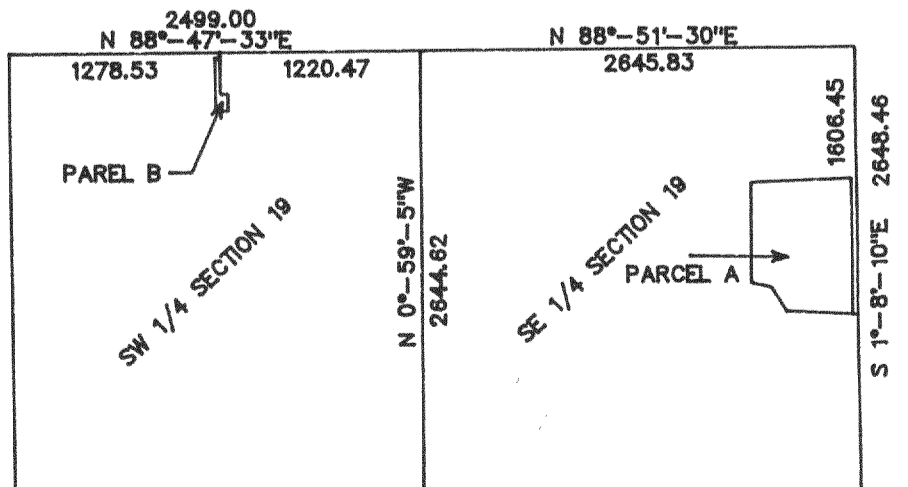 2499.00
N 88°-47'-33"E
1278.53
1220.47
N 88°-51'-30"E
2645.83
PAREL B
SW 1/4 SECTION 19
N 0°-59'-5"W
2644.62
SE 1/4 SECTION 19
PARCEL A
1606.45
2648.46
S 1°-8'-10"E